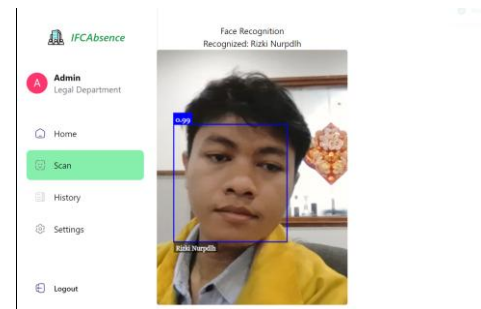 IFCAbsence
A
Admin
Legal Department
Home
Scan
History
Settings
Logout
Face Recognition
Recognized: Rizki Nurpdlh
0.99
Rizki Nurpdlh